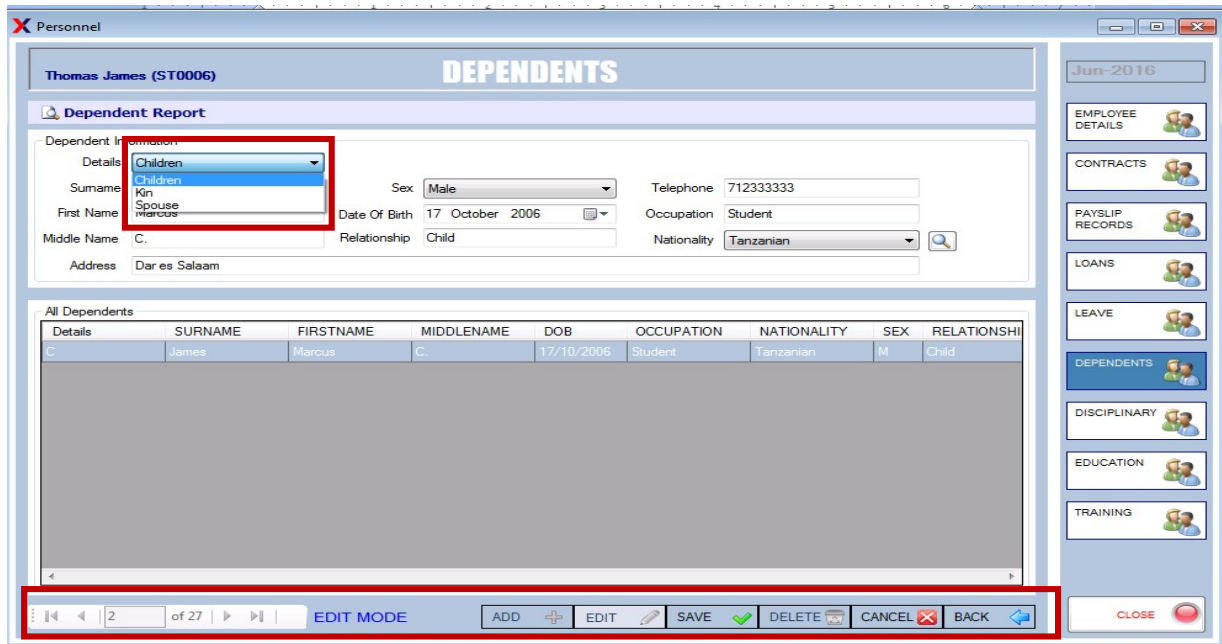 Personnel
Thomas James (ST0006)
DEPENDENTS
Jun-2016
Dependent Report
Dependent Information
Details Children
Children
Kin
Spouse
Surname
Sex Male
Telephone 712333333
First Name Marcus
Date Of Birth 17 October 2006
Occupation Student
Middle Name C.
Relationship Child
Nationality Tanzanian
Address Dar es Salaam
All Dependents
Details SURNAME FIRSTNAME MIDDLENAME DOB OCCUPATION NATIONALITY SEX RELATIONSHI
C James Marcus C. 17/10/2006 Student Tanzanian M Child
2 of 27 EDIT MODE ADD EDIT SAVE DELETE CANCEL BACK
EMPLOYEE
DETAILS
CONTRACTS
PAYSLIP
RECORDS
LOANS
LEAVE
DEPENDENTS
DISCIPLINARY
EDUCATION
TRAINING
CLOSE